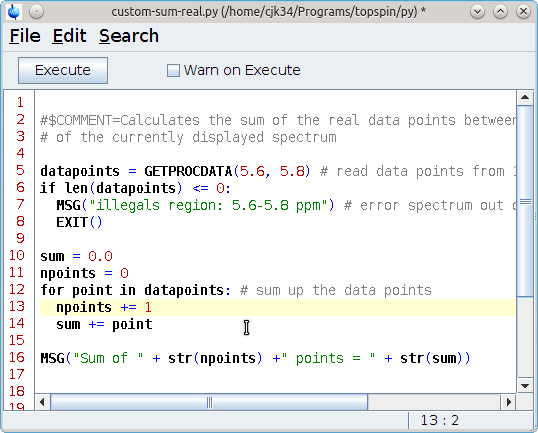 custom-sum-real.py (/home/cjk34/Programs/topspin/py) *
File Edit Search
Execute Warn on Execute
1
2 #$COMMENT=Calculates the sum of the real data points between
3 # of the currently displayed spectrum
4
5 datapoints = GETPROCDATA(5.6, 5.8) # read data points from
6 if len(datapoints) <= 0:
7 MSG("illegals region: 5.6-5.8 ppm") # error spectrum out
8 EXIT()
9
10 sum = 0.0
11 npoints = 0
12 for point in datapoints: # sum up the data points
13 npoints += 1
14 sum += point
15
16 MSG("Sum of " + str(npoints) +" points = " + str(sum))
17
18
19
13 : 2